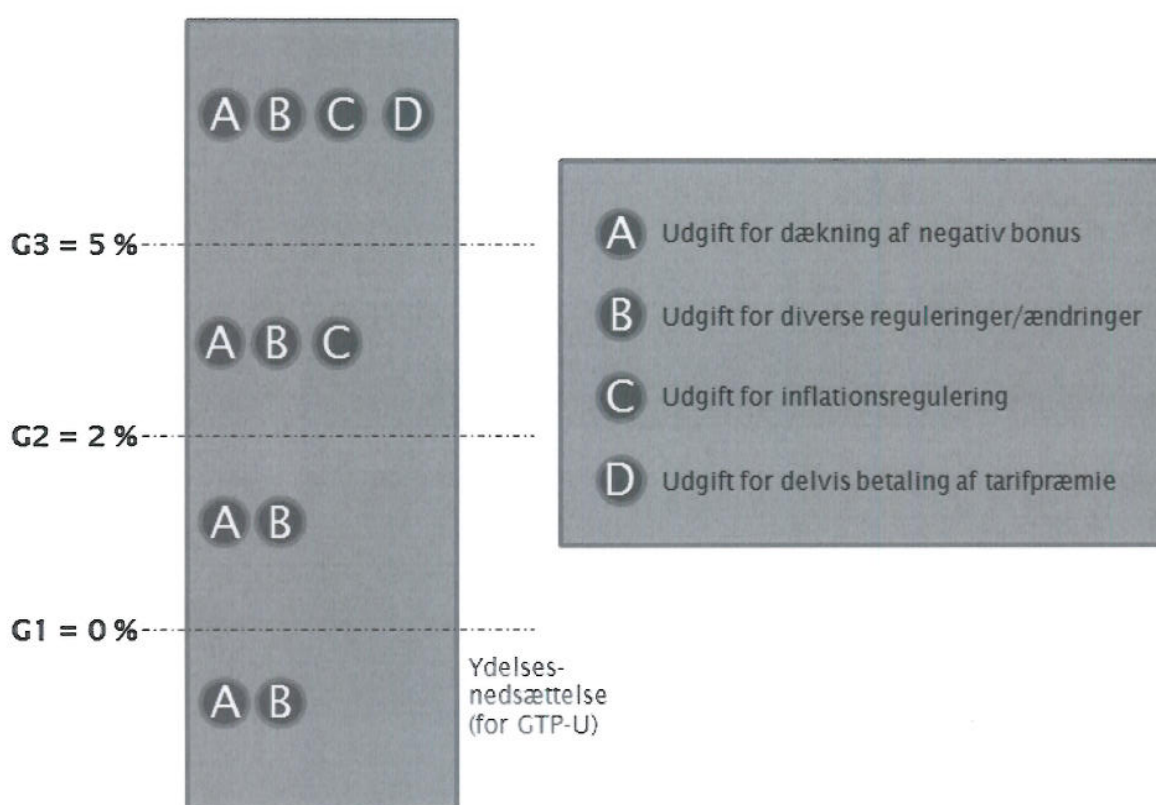 A B C D
G3 = 5 %
A B C
G2 = 2 %
A B
G1 = 0 %
A B
Ydelses-
nedsættelse
(for GTP-U)
A Udgift for dækning af negativ bonus
B Udgift for diverse reguleringer/ændringer
C Udgift for inflationsregulering
D Udgift for delvis betaling af tarifpræmie